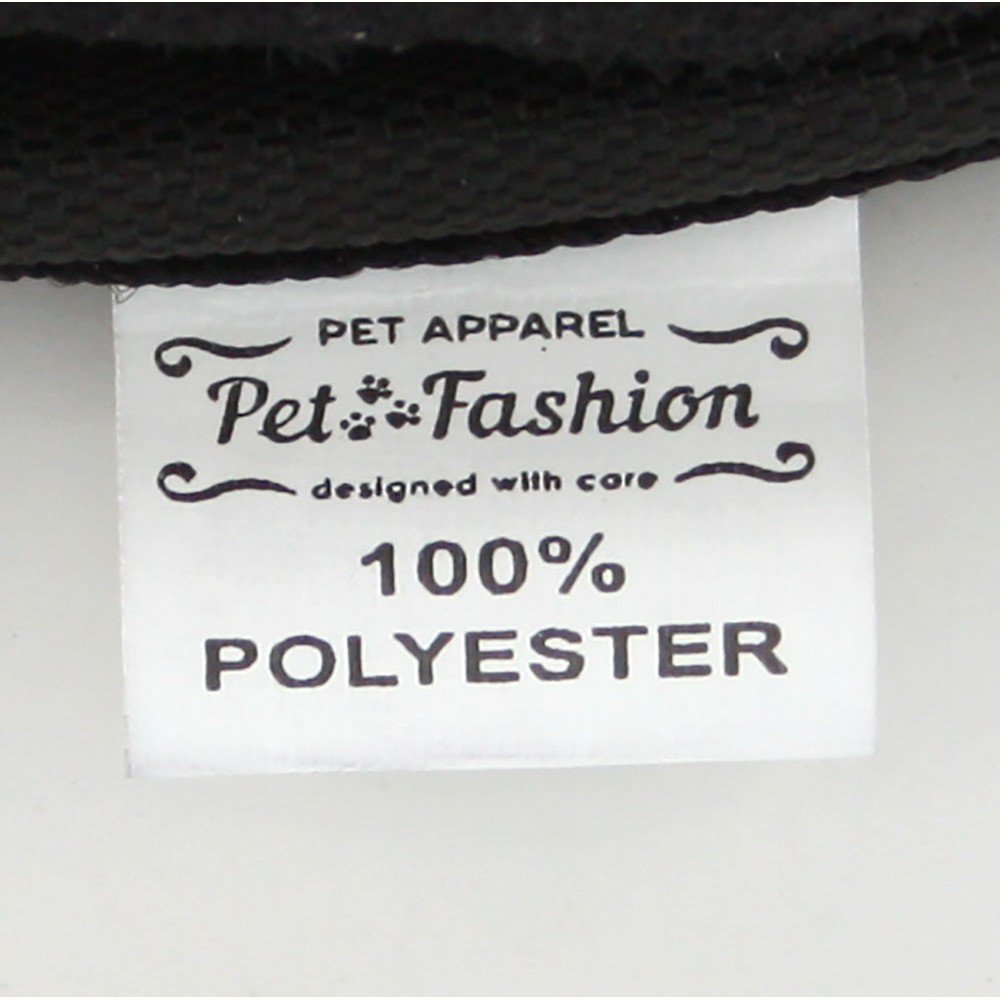 PET APPAREL
Pet Fashion
designed with care
100%
POLYESTER